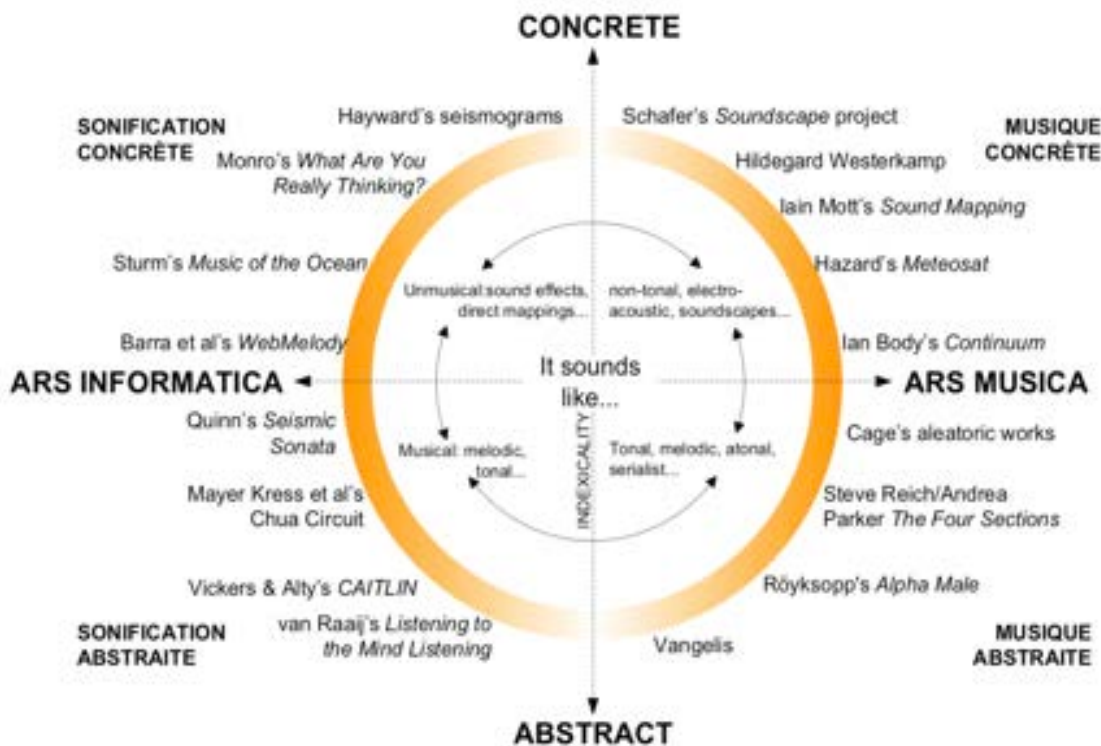 CONCRETE
SONIFICATION
CONCRÈTE
Hayward's seismograms
Schafer's Soundscape project
MUSIQUE
CONCRÈTE
Monro's What Are You
Really Thinking?
Hildegard Westerkamp
Iain Mott's Sound Mapping
Sturm's Music of the Ocean
Hazard's Meteosat
Unmusical:sound effects,
direct mappings...
non-tonal, electro-
acoustic, soundscapes...
Barra et al's WebMelody
Ian Body's Continuum
ARS INFORMATICA
It sounds
like...
ARS MUSICA
INDEXICALITY
Quinn's Seismic
Sonata
Cage's aleatoric works
Musical: melodic,
tonal...
Tonal, melodic, atonal,
serialist...
Mayer Kress et al's
Chua Circuit
Steve Reich/Andrea
Parker The Four Sections
Vickers & Alty's CAITLIN
Röyksopp's Alpha Male
SONIFICATION
ABSTRAITE
van Raaij's Listening to
the Mind Listening
Vangelis
MUSIQUE
ABSTRAITE
ABSTRACT